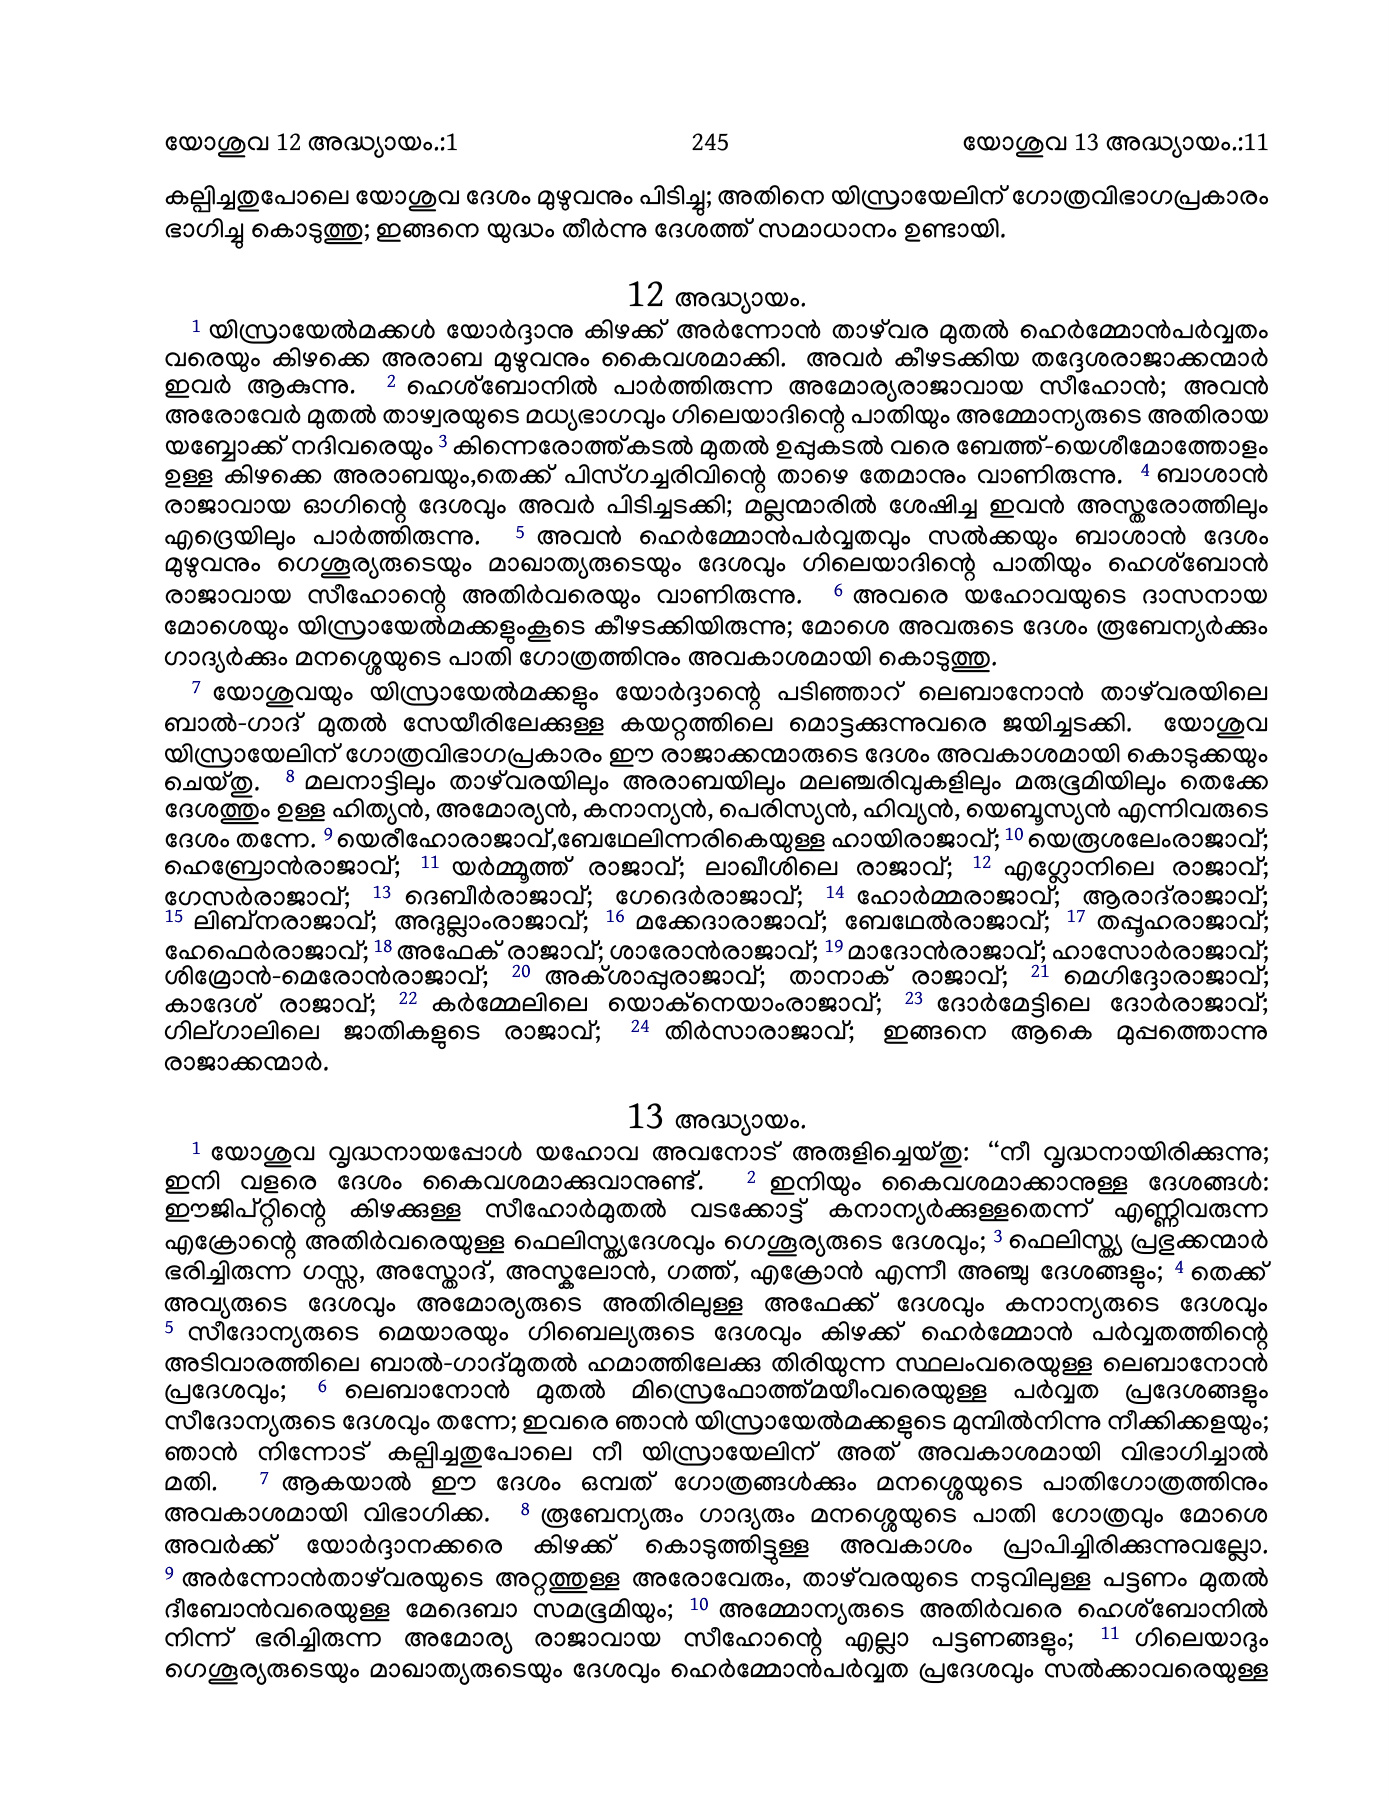 യോശുവ 12 അദ്ധ്യായം.:1 245 യോശുവ 13 അദ്ധ്യായം.:11
കല്പിച്ചതുപോലെ യോശുവ ദേശം മുഴുവനും പിടിച്ചു; അതിനെ യിസ്രായേലിന് ഗോത്രവിഭാഗപ്രകാരം
ഭാഗിച്ചു കൊടുത്തു; ഇങ്ങനെ യുദ്ധം തീർന്നു ദേശത്ത് സമാധാനം ഉണ്ടായി.
12 അദ്ധ്യായം.
1 യിസ്രായേൽമക്കൾ യോർദ്ദാനു കിഴക്ക് അർന്നോൻ താഴ്‌വര മുതൽ ഹെർമ്മോൻപർവ്വതം
വരെയും കിഴക്കെ അരാബ മുഴുവനും കൈവശമാക്കി. അവർ കീഴടക്കിയ തദ്ദേശരാജാക്കന്മാർ
ഇവർ ആകുന്നു. 2 ഹെശ്ബോനിൽ പാർത്തിരുന്ന അമോര്യരാജാവായ സീഹോൻ; അവൻ
അരോവേർ മുതൽ താഴ്വരയുടെ മധ്യഭാഗവും ഗിലെയാദിന്റെ പാതിയും അമ്മോന്യരുടെ അതിരായ
യബ്ബോക്ക് നദിവരെയും 3 കിന്നെരോത്ത്കടൽ മുതൽ ഉപ്പുകടൽ വരെ ബേത്ത്-യെശീമോത്തോളം
ഉള്ള കിഴക്കെ അരാബയും,തെക്ക് പിസ്ഗച്ചരിവിന്റെ താഴെ തേമാനും വാണിരുന്നു. 4 ബാശാൻ
രാജാവായ ഓഗിന്റെ ദേശവും അവർ പിടിച്ചടക്കി; മല്ലന്മാരിൽ ശേഷിച്ച ഇവൻ അസ്തരോത്തിലും
എദ്രെയിലും പാർത്തിരുന്നു. 5 അവൻ ഹെർമ്മോൻപർവ്വതവും സൽക്കയും ബാശാൻ ദേശം
മുഴുവനും ഗെശൂര്യരുടെയും മാഖാത്യരുടെയും ദേശവും ഗിലെയാദിന്റെ പാതിയും ഹെശ്ബോൻ
രാജാവായ സീഹോന്റെ അതിർവരെയും വാണിരുന്നു. 6 അവരെ യഹോവയുടെ ദാസനായ
മോശെയും യിസ്രായേൽമക്കളുംകൂടെ കീഴടക്കിയിരുന്നു; മോശെ അവരുടെ ദേശം രൂബേന്യർക്കും
ഗാദ്യർക്കും മനശ്ശെയുടെ പാതി ഗോത്രത്തിനും അവകാശമായി കൊടുത്തു.
7 യോശുവയും യിസ്രായേൽമക്കളും യോർദ്ദാന്റെ പടിഞ്ഞാറ് ലെബാനോൻ താഴ്‌വരയിലെ
ബാൽ-ഗാദ് മുതൽ സേയീരിലേക്കുള്ള കയറ്റത്തിലെ മൊട്ടക്കുന്നുവരെ ജയിച്ചടക്കി. യോശുവ
യിസ്രായേലിന് ഗോത്രവിഭാഗപ്രകാരം ഈ രാജാക്കന്മാരുടെ ദേശം അവകാശമായി കൊടുക്കയും
ചെയ്തു. 8 മലനാട്ടിലും താഴ്‌വരയിലും അരാബയിലും മലഞ്ചരിവുകളിലും മരുഭൂമിയിലും തെക്കേ
ദേശത്തും ഉള്ള ഹിത്യൻ, അമോര്യൻ, കനാന്യൻ, പെരിസ്യൻ, ഹിവ്യൻ, യെബൂസ്യൻ എന്നിവരുടെ
ദേശം തന്നേ. 9 യെരീഹോരാജാവ്,ബേഥേലിന്നരികെയുള്ള ഹായിരാജാവ്; 10 യെരൂശലേംരാജാവ്;
ഹെബ്രോൻരാജാവ്; 11 യർമ്മൂത്ത് രാജാവ്; ലാഖീശിലെ രാജാവ്; 12 എഗ്ലോനിലെ രാജാവ്;
ഗേസർരാജാവ്; 13 ദെബീർരാജാവ്; ഗേദെർരാജാവ്; 14 ഹോർമ്മരാജാവ്; ആരാദ്‌രാജാവ്;
15 ലിബ്നരാജാവ്; അദുല്ലാംരാജാവ്; 16 മക്കേദാരാജാവ്; ബേഥേൽരാജാവ്; 17 തപ്പൂഹരാജാവ്;
ഹേഫെർരാജാവ്; 18 അഫേക് രാജാവ്; ശാരോൻരാജാവ്; 19 മാദോൻരാജാവ്; ഹാസോർരാജാവ്;
ശിമ്രോൻ-മെരോൻരാജാവ്; 20 അക്ശാപ്പുരാജാവ്; താനാക് രാജാവ്; 21 മെഗിദ്ദോരാജാവ്;
കാദേശ് രാജാവ്; 22 കർമ്മേലിലെ യൊക്നെയാംരാജാവ്; 23 ദോർമേട്ടിലെ ദോർരാജാവ്;
ഗില്ഗാലിലെ ജാതികളുടെ രാജാവ്; 24 തിർസാരാജാവ്; ഇങ്ങനെ ആകെ മുപ്പത്തൊന്നു
രാജാക്കന്മാർ.
13 അദ്ധ്യായം.
1 യോശുവ വൃദ്ധനായപ്പോൾ യഹോവ അവനോട് അരുളിച്ചെയ്തു: “നീ വൃദ്ധനായിരിക്കുന്നു;
ഇനി വളരെ ദേശം കൈവശമാക്കുവാനുണ്ട്. 2 ഇനിയും കൈവശമാക്കാനുള്ള ദേശങ്ങൾ:
ഈജിപ്റ്റിന്റെ കിഴക്കുള്ള സീഹോർമുതൽ വടക്കോട്ട് കനാന്യർക്കുള്ളതെന്ന് എണ്ണിവരുന്ന
എക്രോന്റെ അതിർവരെയുള്ള ഫെലിസ്ത്യദേശവും ഗെശൂര്യരുടെ ദേശവും; 3 ഫെലിസ്ത്യ പ്രഭുക്കന്മാർ
ഭരിച്ചിരുന്ന ഗസ്സ, അസ്തോദ്, അസ്കലോൻ, ഗത്ത്, എക്രോൻ എന്നീ അഞ്ചു ദേശങ്ങളും; 4 തെക്ക്
അവ്യരുടെ ദേശവും അമോര്യരുടെ അതിരിലുള്ള അഫേക്ക് ദേശവും കനാന്യരുടെ ദേശവും
5 സീദോന്യരുടെ മെയാരയും ഗിബെല്യരുടെ ദേശവും കിഴക്ക് ഹെർമ്മോൻ പർവ്വതത്തിന്റെ
അടിവാരത്തിലെ ബാൽ-ഗാദ്മുതൽ ഹമാത്തിലേക്കു തിരിയുന്ന സ്ഥലംവരെയുള്ള ലെബാനോൻ
പ്രദേശവും; 6 ലെബാനോൻ മുതൽ മിസ്രെഫോത്ത്മയീംവരെയുള്ള പർവ്വത പ്രദേശങ്ങളും
സീദോന്യരുടെ ദേശവും തന്നേ; ഇവരെ ഞാൻ യിസ്രായേൽമക്കളുടെ മുമ്പിൽനിന്നു നീക്കിക്കളയും;
ഞാൻ നിന്നോട് കല്പിച്ചതുപോലെ നീ യിസ്രായേലിന് അത് അവകാശമായി വിഭാഗിച്ചാൽ
മതി. 7 ആകയാൽ ഈ ദേശം ഒമ്പത് ഗോത്രങ്ങൾക്കും മനശ്ശെയുടെ പാതിഗോത്രത്തിനും
അവകാശമായി വിഭാഗിക്ക. 8 രൂബേന്യരും ഗാദ്യരും മനശ്ശെയുടെ പാതി ഗോത്രവും മോശെ
അവർക്ക് യോർദ്ദാനക്കരെ കിഴക്ക് കൊടുത്തിട്ടുള്ള അവകാശം പ്രാപിച്ചിരിക്കുന്നുവല്ലോ.
9 അർന്നോൻതാഴ്‌വരയുടെ അറ്റത്തുള്ള അരോവേരും, താഴ്‌വരയുടെ നടുവിലുള്ള പട്ടണം മുതൽ
ദീബോൻവരെയുള്ള മേദെബാ സമഭൂമിയും; 10 അമ്മോന്യരുടെ അതിർവരെ ഹെശ്ബോനിൽ
നിന്ന് ഭരിച്ചിരുന്ന അമോര്യ രാജാവായ സീഹോന്റെ എല്ലാ പട്ടണങ്ങളും; 11 ഗിലെയാദും
ഗെശൂര്യരുടെയും മാഖാത്യരുടെയും ദേശവും ഹെർമ്മോൻപർവ്വത പ്രദേശവും സൽക്കാവരെയുള്ള